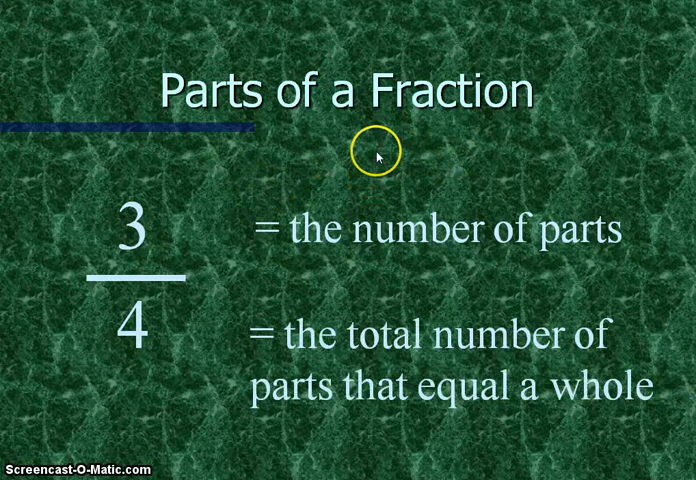 Parts of a Fraction
3
= the number of parts
4
= the total number of
parts that equal a whole
Screencast-O-Matic.com